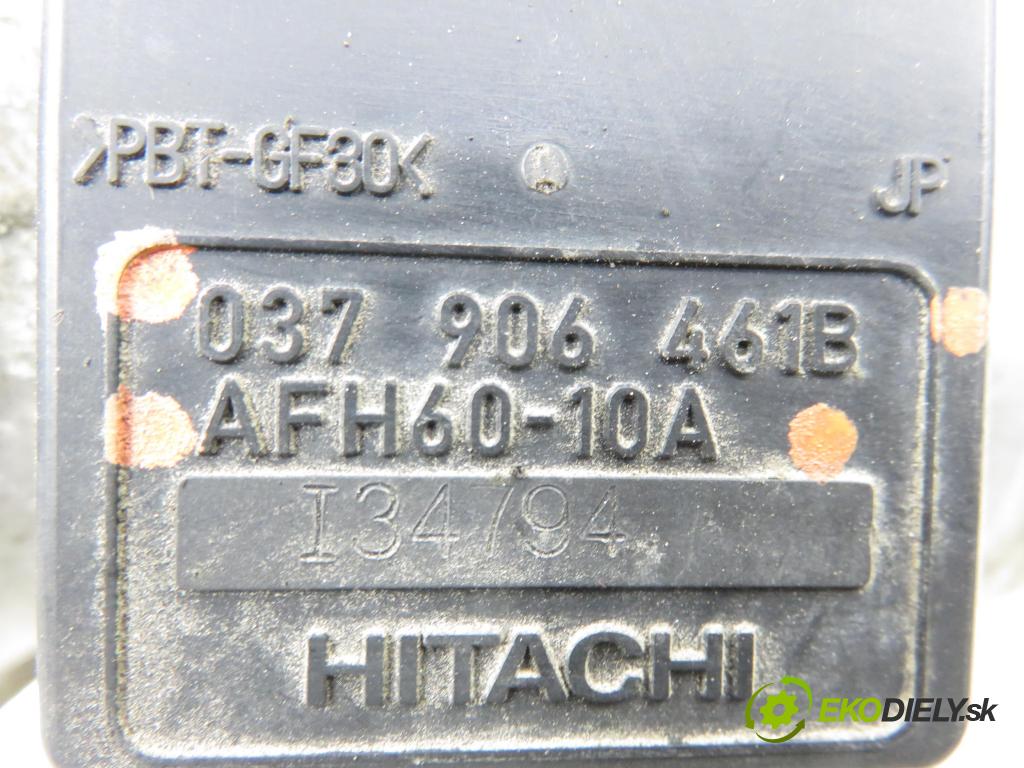 >PBT-GF30< JP
037 906 461B
AFH60-10A
I34794
HITACHI
EKODIELY.sk